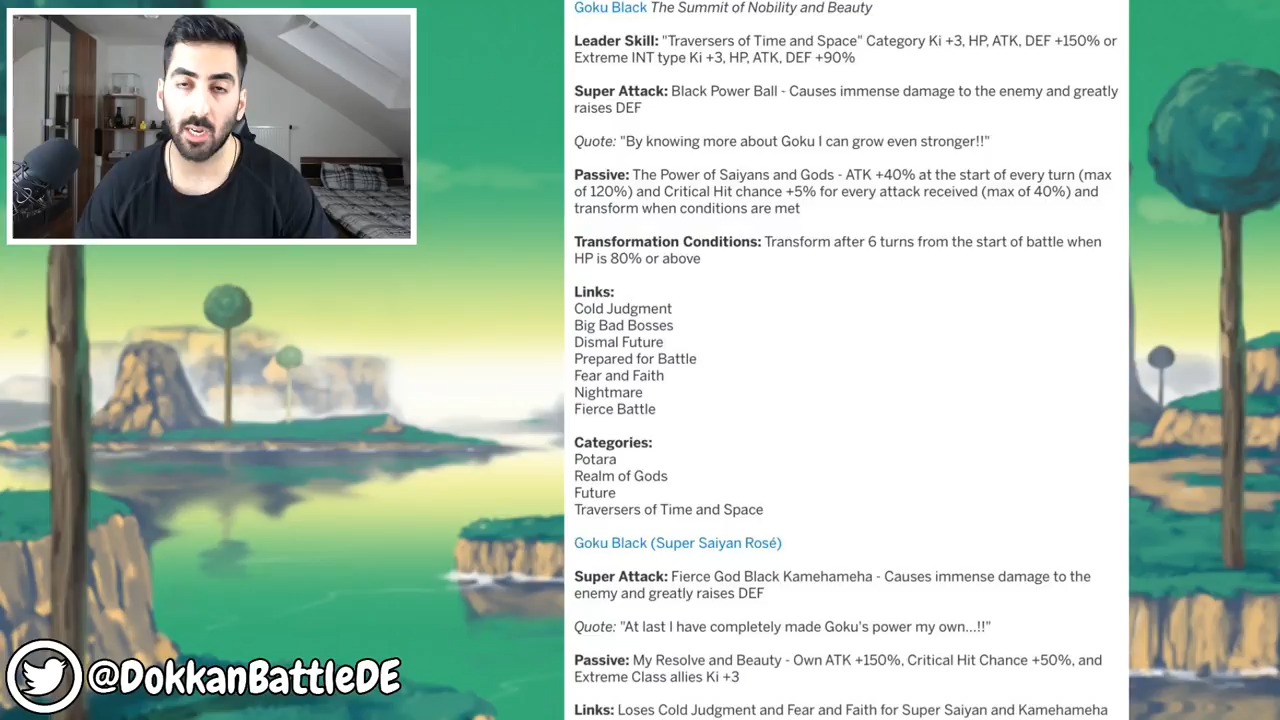 Goku Black The Summit of Nobility and Beauty
Leader Skill: "Traversers of Time and Space" Category Ki +3, HP, ATK, DEF +150% or
Extreme INT type Ki +3, HP, ATK, DEF +90%
Super Attack: Black Power Ball - Causes immense damage to the enemy and greatly
raises DEF
Quote: "By knowing more about Goku I can grow even stronger!!"
Passive: The Power of Saiyans and Gods - ATK +40% at the start of every turn (max
of 120%) and Critical Hit chance +5% for every attack received (max of 40%) and
transform when conditions are met
Transformation Conditions: Transform after 6 turns from the start of battle when
HP is 80% or above
Links:
Cold Judgment
Big Bad Bosses
Dismal Future
Prepared for Battle
Fear and Faith
Nightmare
Fierce Battle
Categories:
Potara
Realm of Gods
Future
Traversers of Time and Space
Goku Black (Super Saiyan Rosé)
Super Attack: Fierce God Black Kamehameha - Causes immense damage to the
enemy and greatly raises DEF
Quote: "At last I have completely made Goku's power my own...!!"
Passive: My Resolve and Beauty - Own ATK +150%, Critical Hit Chance +50%, and
Extreme Class allies Ki +3
Links: Loses Cold Judgment and Fear and Faith for Super Saiyan and Kamehameha
@DokkanBattleDE